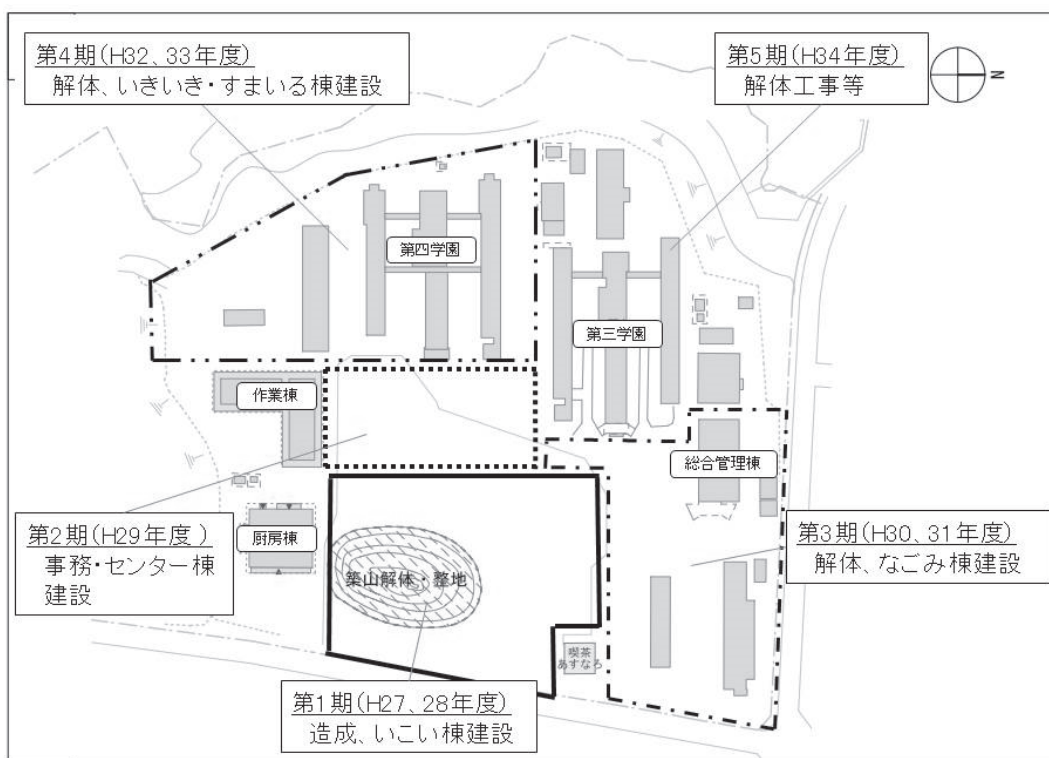 第4期(H32、33年度)
解体、いきいき・すまいる棟建設
第5期(H34年度)
解体工事等
N
第四学園
第三学園
作業棟
総合管理棟
第2期(H29年度 )
事務・センター棟
建設
厨房棟
第3期(H30、31年度)
解体、なごみ棟建設
築山解体・整地
喫茶
あすなろ
第1期(H27、28年度)
造成、いこい棟建設